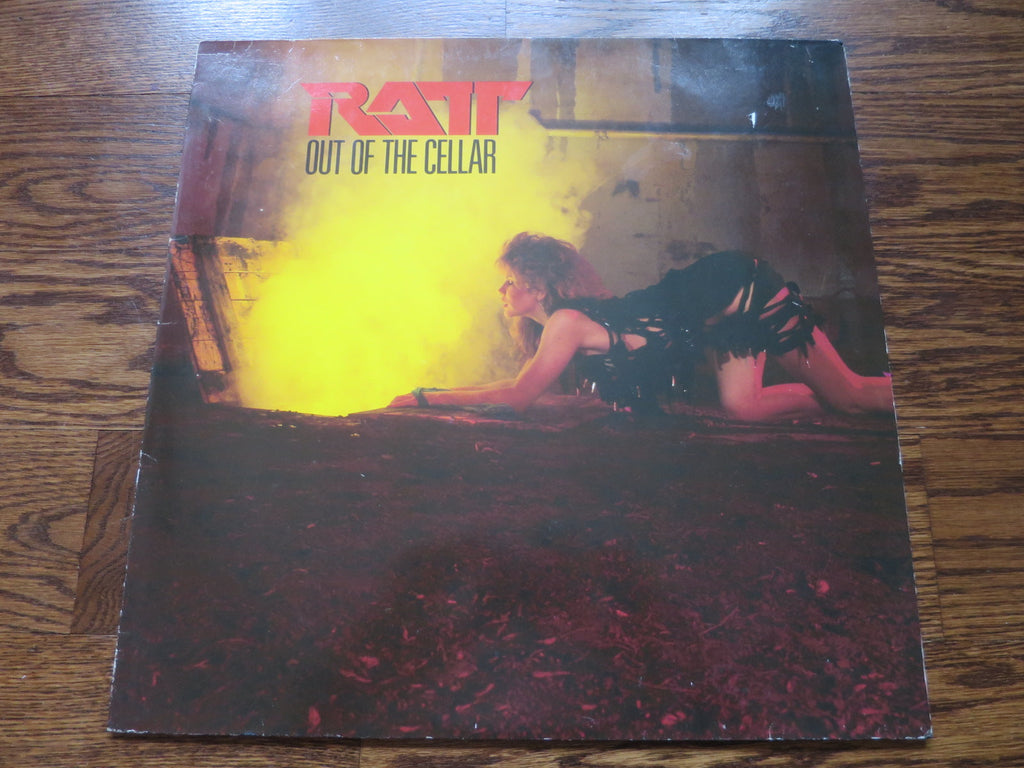 RATT
OUT OF THE CELLAR